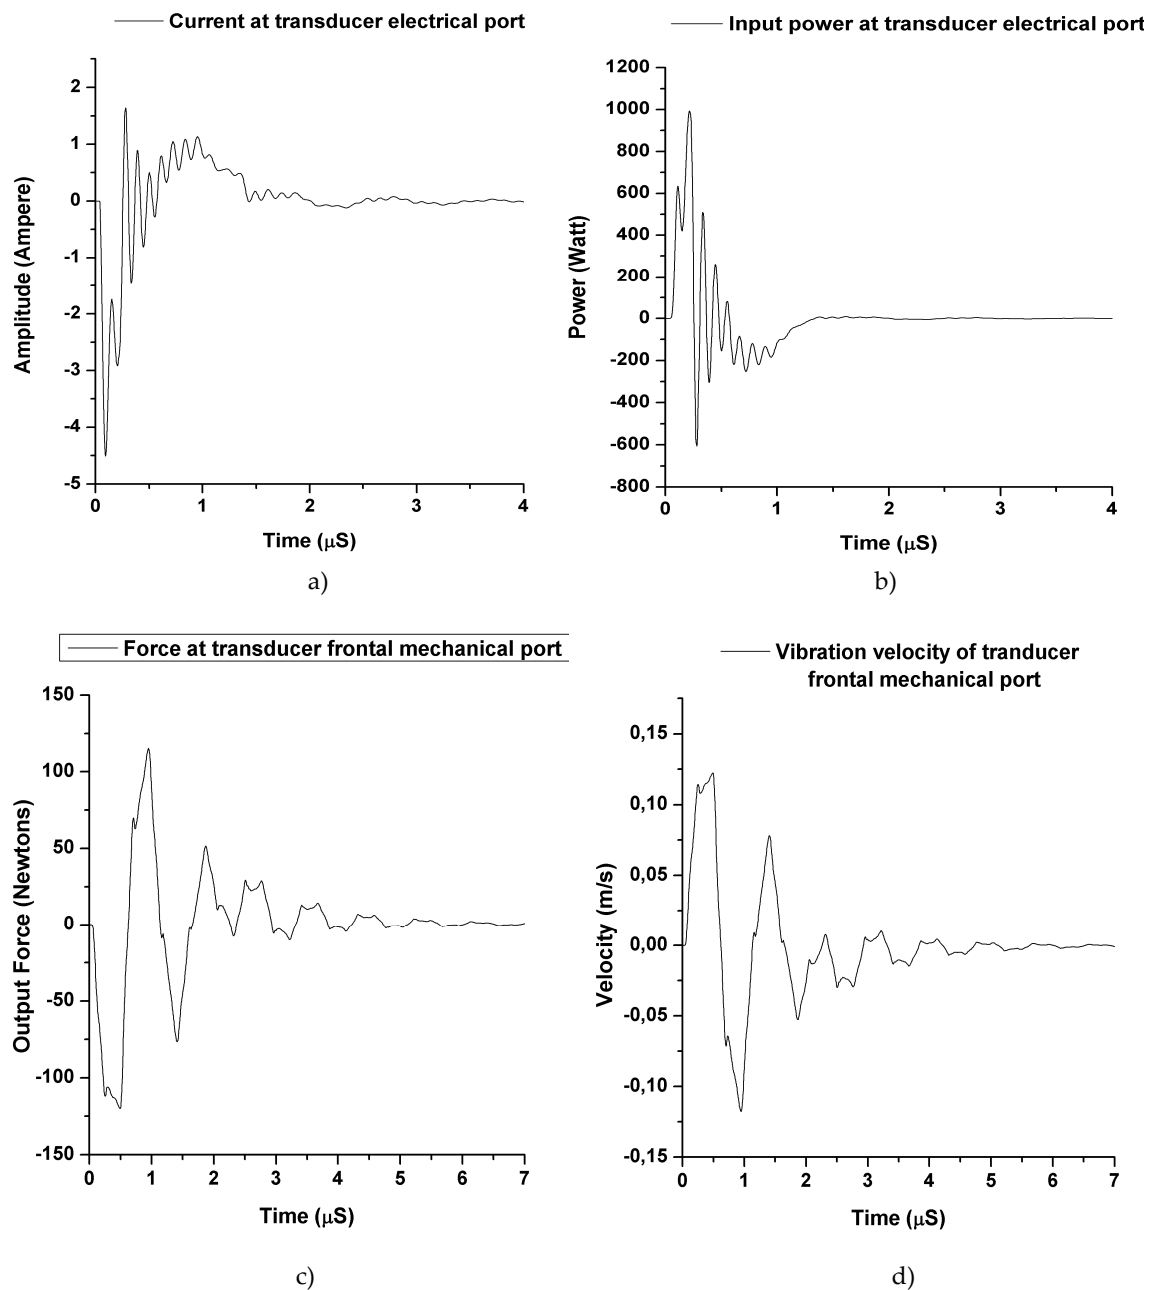 Current at transducer electrical port
2
1
0
-1
-2
-3
-4
-5
Amplitude (Ampere)
0 1 2 3 4
Time (μS)
a)
Input power at transducer electrical port
1200
1000
800
600
400
200
0
-200
-400
-600
-800
Power (Watt)
0 1 2 3 4
Time (μS)
b)
Force at transducer frontal mechanical port
150
100
50
0
-50
-100
-150
Output Force (Newtons)
0 1 2 3 4 5 6 7
Time (μS)
c)
Vibration velocity of tranducer
frontal mechanical port
0,15
0,10
0,05
0,00
-0,05
-0,10
-0,15
Velocity (m/s)
0 1 2 3 4 5 6 7
Time (μS)
d)